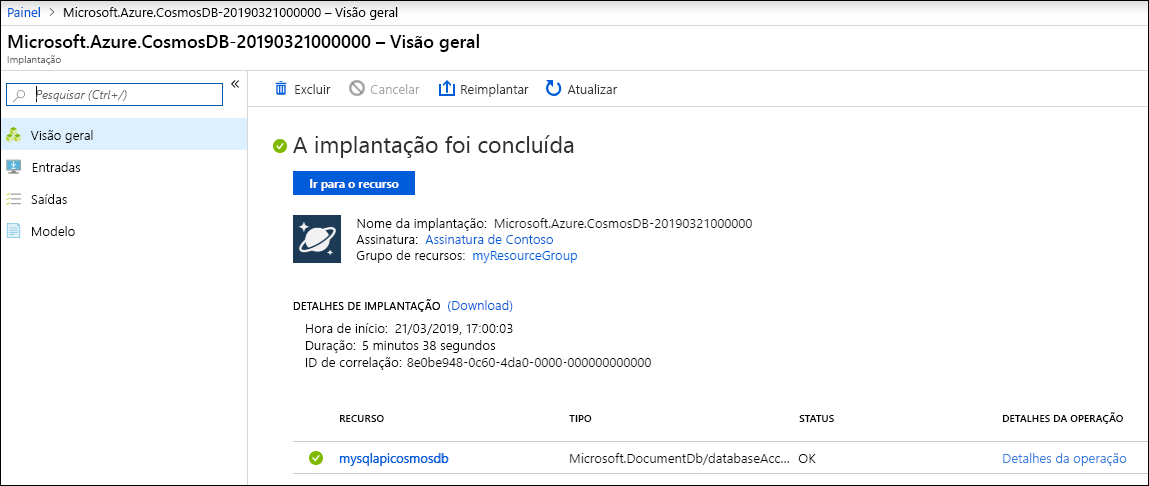 Painel > Microsoft.Azure.CosmosDB-20190321000000 – Visão geral
Microsoft.Azure.CosmosDB-20190321000000 – Visão geral
Implantação
Pesquisar (Ctrl+/)
«
Visão geral
Entradas
Saídas
Modelo
Excluir Cancelar Reimplantar Atualizar
A implantação foi concluída
Ir para o recurso
Nome da implantação: Microsoft.Azure.CosmosDB-20190321000000
Assinatura: Assinatura de Contoso
Grupo de recursos: myResourceGroup
DETALHES DE IMPLANTAÇÃO (Download)
Hora de início: 21/03/2019, 17:00:03
Duração: 5 minutos 38 segundos
ID de correlação: 8e0be948-0c60-4da0-0000-000000000000
RECURSO TIPO STATUS DETALHES DA OPERAÇÃO
mysqlapicosmosdb Microsoft.DocumentDb/databaseAcc... OK Detalhes da operação